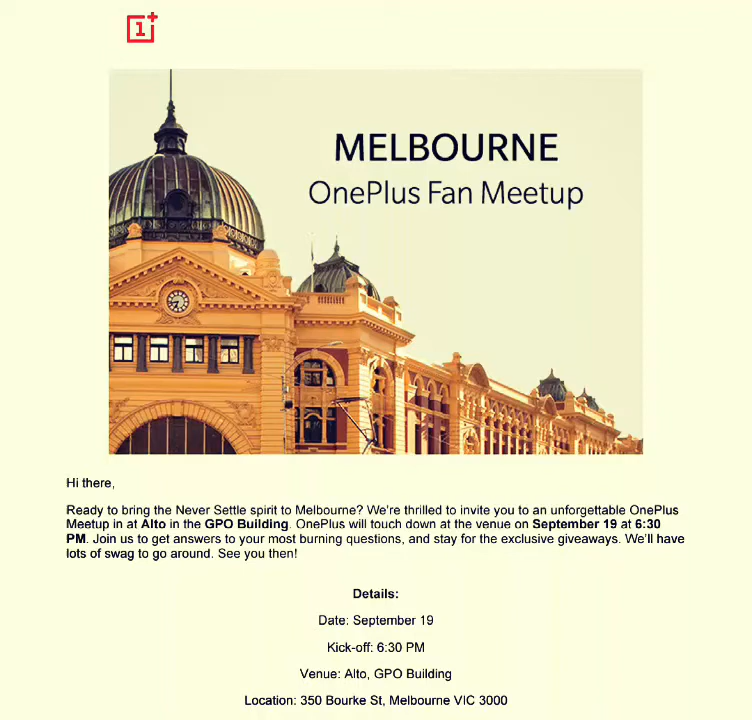 1+
MELBOURNE
OnePlus Fan Meetup
Hi there,
Ready to bring the Never Settle spirit to Melbourne? We're thrilled to invite you to an unforgettable OnePlus
Meetup in at Alto in the GPO Building. OnePlus will touch down at the venue on September 19 at 6:30
PM. Join us to get answers to your most burning questions, and stay for the exclusive giveaways. We'll have
lots of swag to go around. See you then!
Details:
Date: September 19
Kick-off: 6:30 PM
Venue: Alto, GPO Building
Location: 350 Bourke St, Melbourne VIC 3000